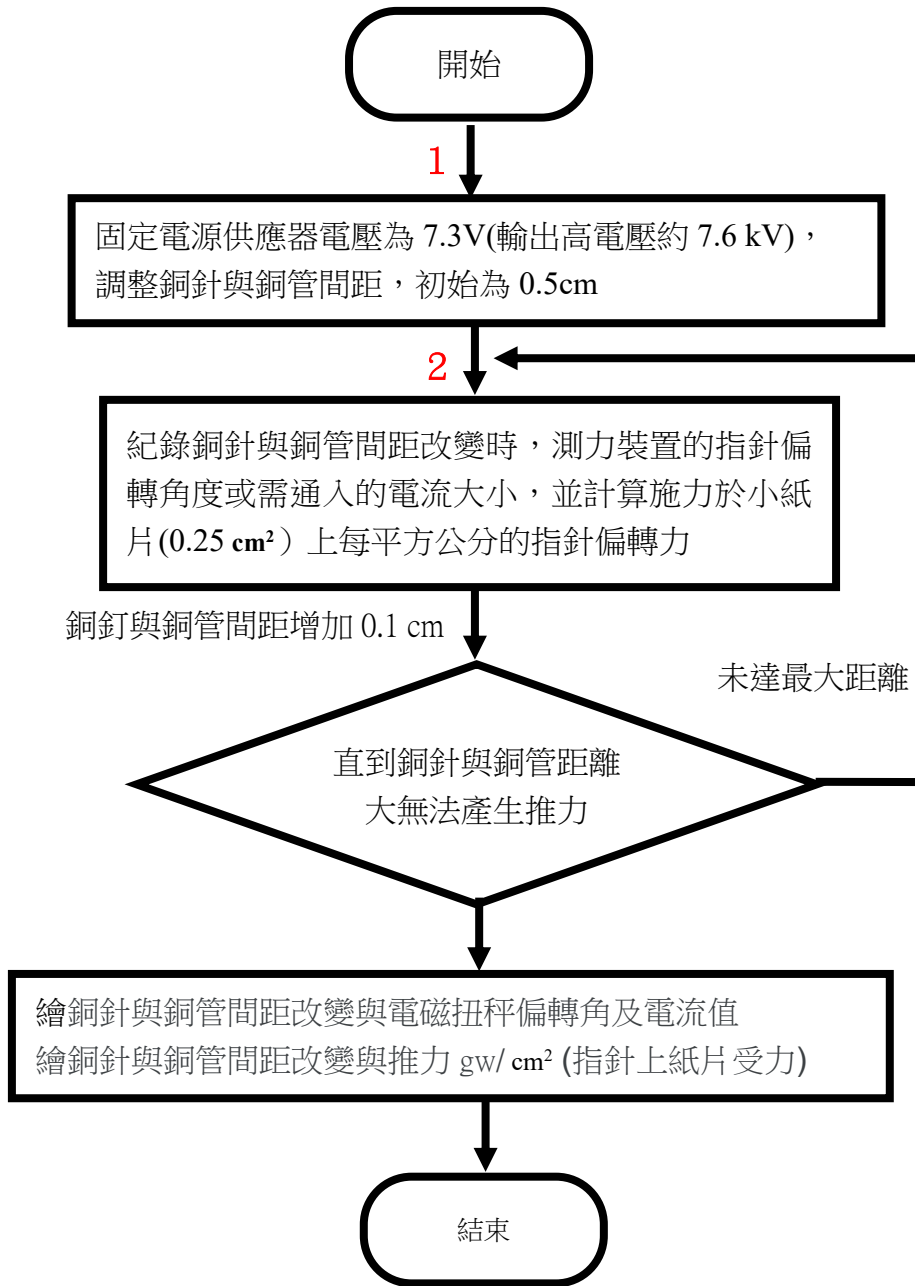 開始
1
固定電源供應器電壓為 7.3V(輸出高電壓約 7.6 kV)，
調整銅針與銅管間距，初始為 0.5cm
2
紀錄銅針與銅管間距改變時，測力裝置的指針偏
轉角度或需通入的電流大小，並計算施力於小紙
片(0.25 cm²）上每平方公分的指針偏轉力
銅釘與銅管間距增加 0.1 cm
未達最大距離
直到銅針與銅管距離
大無法產生推力
繪銅針與銅管間距改變與電磁扭秤偏轉角及電流值
繪銅針與銅管間距改變與推力 gw/ cm² (指針上紙片受力)
結束